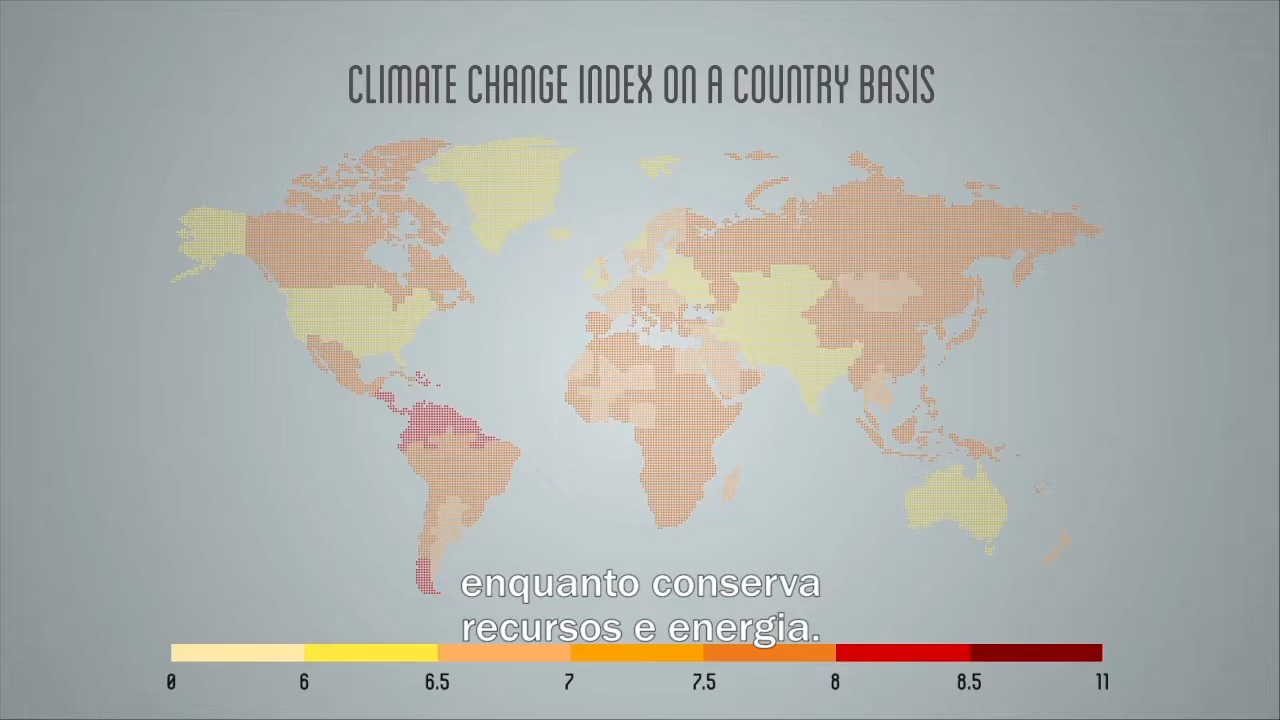 CLIMATE CHANGE INDEX ON A COUNTRY BASIS
enquanto conserva
recursos e energia.
0 6 6.5 7 7.5 8 8.5 11